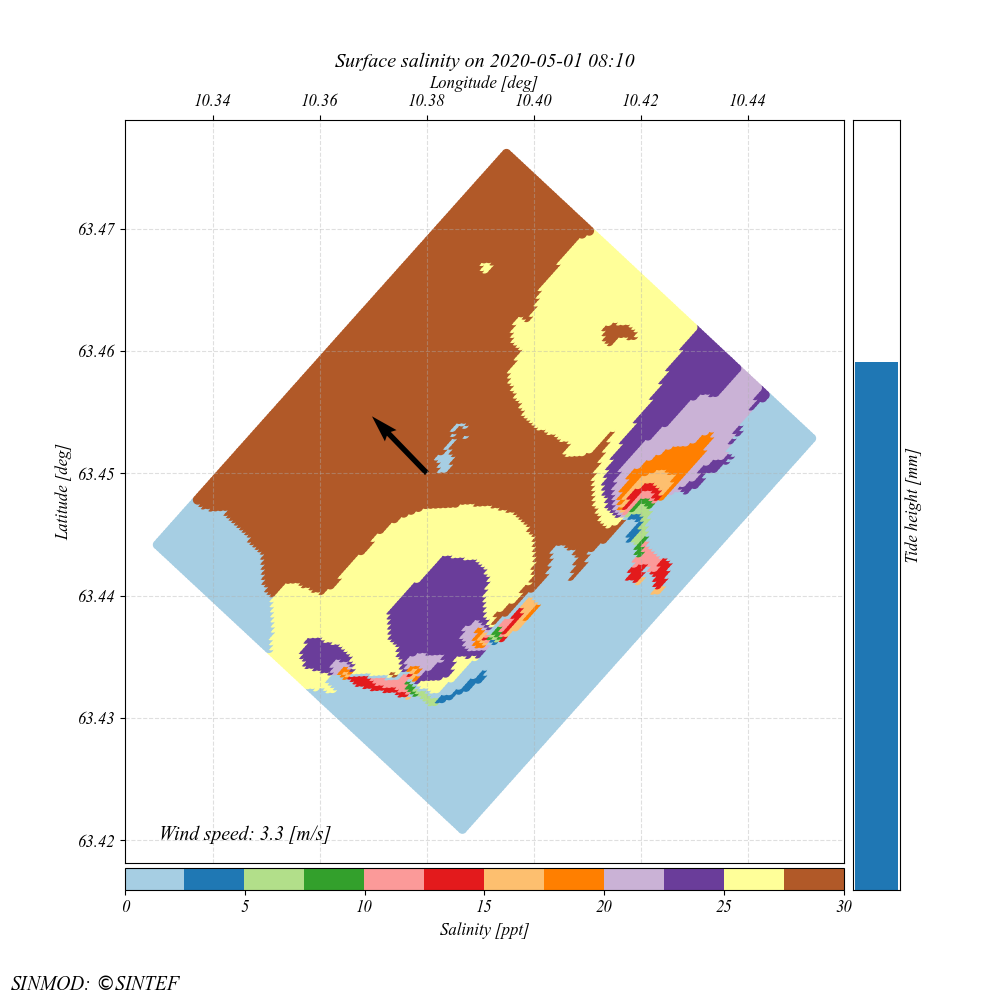 Surface salinity on 2020-05-01 08:10
Longitude [deg]
10.34 10.36 10.38 10.40 10.42 10.44
63.47
63.46
63.45
63.44
63.43
63.42
Latitude [deg]
Tide height [mm]
Wind speed: 3.3 [m/s]
0 5 10 15 20 25 30
Salinity [ppt]
SINMOD: ©SINTEF